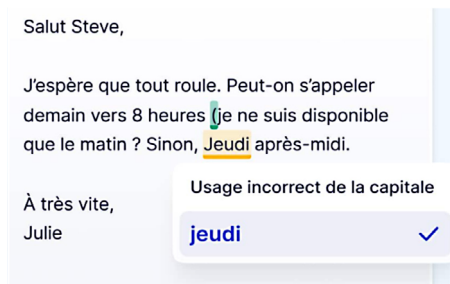 Salut Steve,
J’espère que tout roule. Peut-on s’appeler
demain vers 8 heures (je ne suis disponible
que le matin ? Sinon, Jeudi après-midi.
Usage incorrect de la capitale
jeudi
À très vite,
Julie